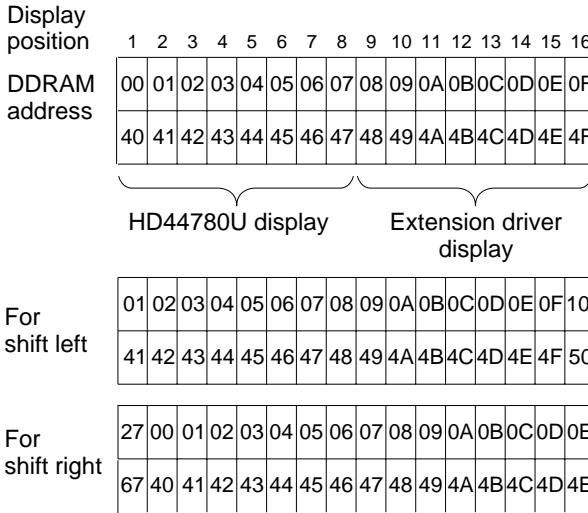 Display
position 1 2 3 4 5 6 7 8 9 10 11 12 13 14 15 16
DDRAM
address
00 01 02 03 04 05 06 07 08 09 0A 0B 0C 0D 0E 0F
40 41 42 43 44 45 46 47 48 49 4A 4B 4C 4D 4E 4F
HD44780U display
Extension driver
display
For
shift left
01 02 03 04 05 06 07 08 09 0A 0B 0C 0D 0E 0F 10
41 42 43 44 45 46 47 48 49 4A 4B 4C 4D 4E 4F 50
For
shift right
27 00 01 02 03 04 05 06 07 08 09 0A 0B 0C 0D 0E
67 40 41 42 43 44 45 46 47 48 49 4A 4B 4C 4D 4E